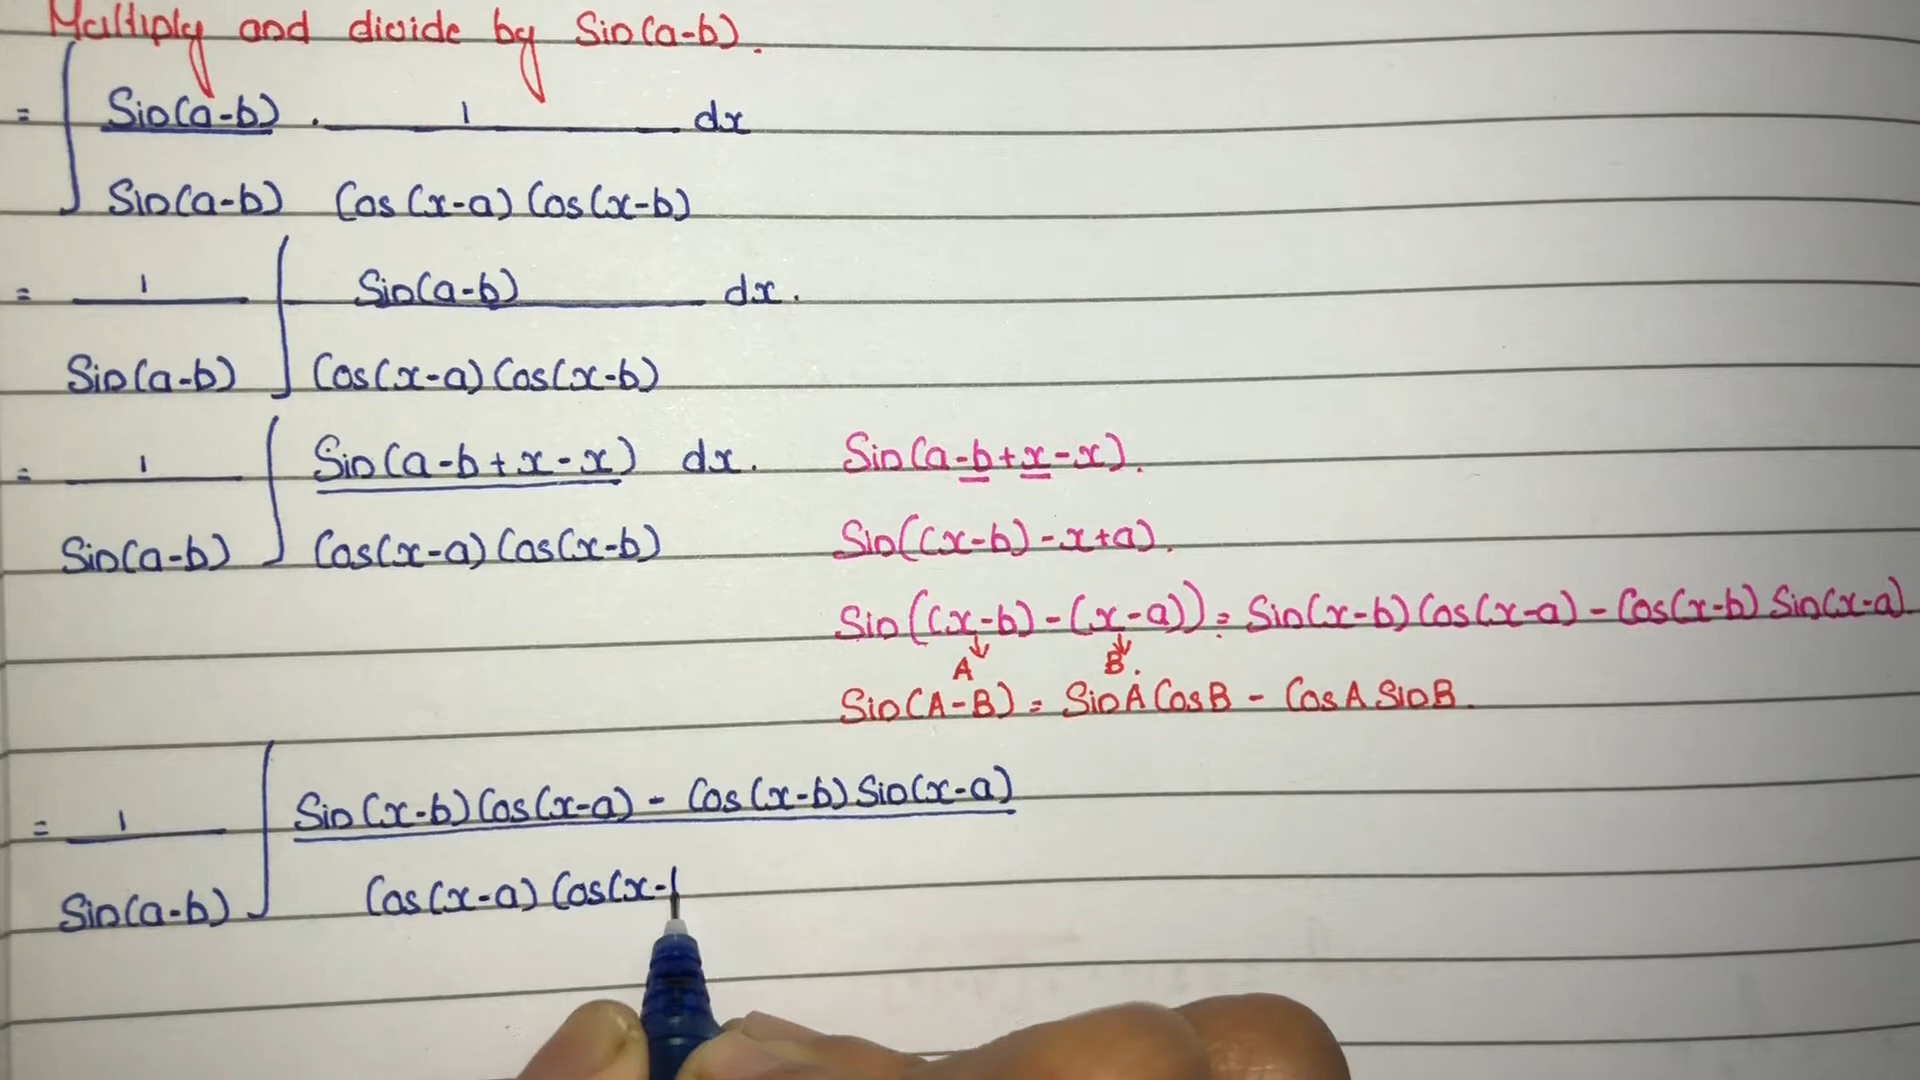 Multiply and divide by Sin(a-b).
= ∫ Sin(a-b) . 1 dx
Sin(a-b) Cos(x-a) Cos(x-b)
= 1 ∫ Sin(a-b) dx.
Sin(a-b) Cos(x-a) Cos(x-b)
= 1 ∫ Sin(a-b+x-x) dx. Sin(a-b+x-x).
Sin(a-b) Cos(x-a) Cos(x-b) Sin((x-b)-x+a).
Sin((x-b)-(x-a)) = Sin(x-b) Cos(x-a) - Cos(x-b) Sin(x-a)
A B.
Sin(A-B) = SinA CosB - CosA SinB.
= 1 ∫ Sin(x-b) Cos(x-a) - Cos(x-b) Sin(x-a)
Sin(a-b) Cos(x-a) Cos(x-